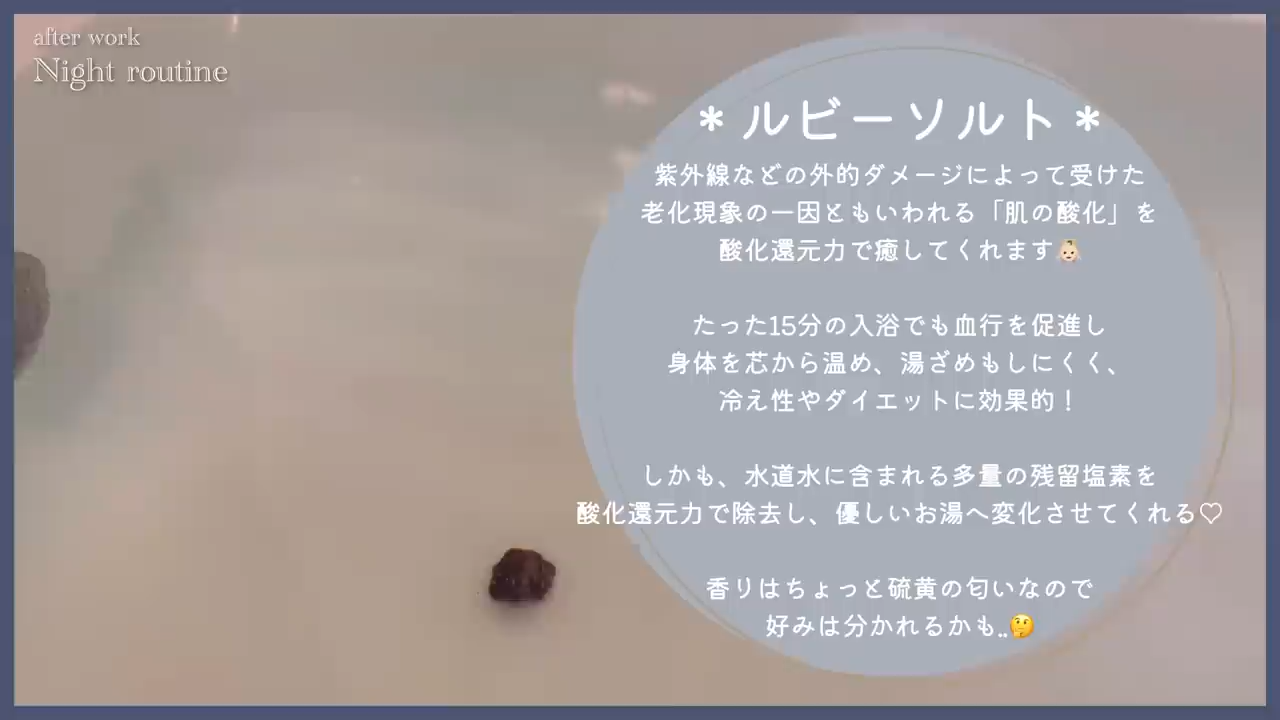 after work
Night routine
* ルビーソルト *
紫外線などの外的ダメージによって受けた
老化現象の一因ともいわれる「肌の酸化」を
酸化還元力で癒してくれます👶🏻
たった15分の入浴でも血行を促進し
身体を芯から温め、湯ざめもしにくく、
冷え性やダイエットに効果的！
しかも、水道水に含まれる多量の残留塩素を
酸化還元力で除去し、優しいお湯へ変化させてくれる♡
香りはちょっと硫黄の匂いなので
好みは分かれるかも..🤔